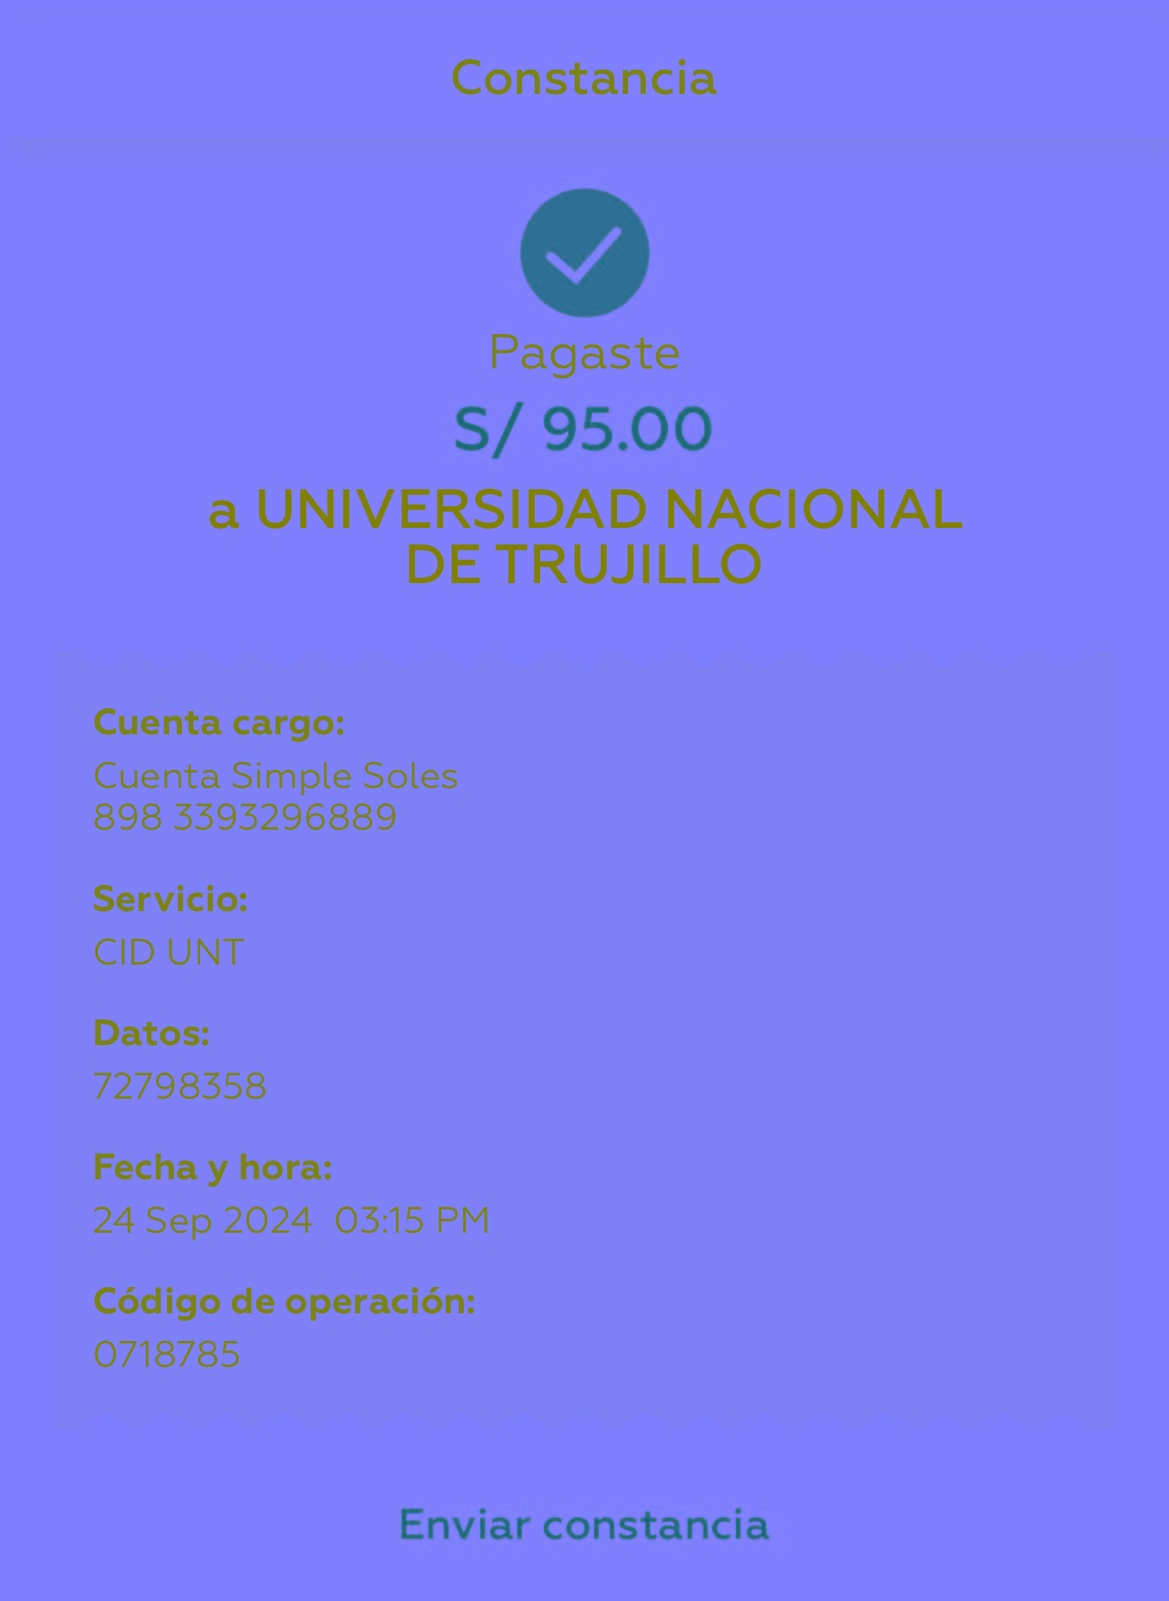 Constancia
Pagaste
S/ 95.00
a UNIVERSIDAD NACIONAL
DE TRUJILLO
Cuenta cargo:
Cuenta Simple Soles
898 3393296889
Servicio:
CID UNT
Datos:
72798358
Fecha y hora:
24 Sep 2024  03:15 PM
Código de operación:
0718785
Enviar constancia